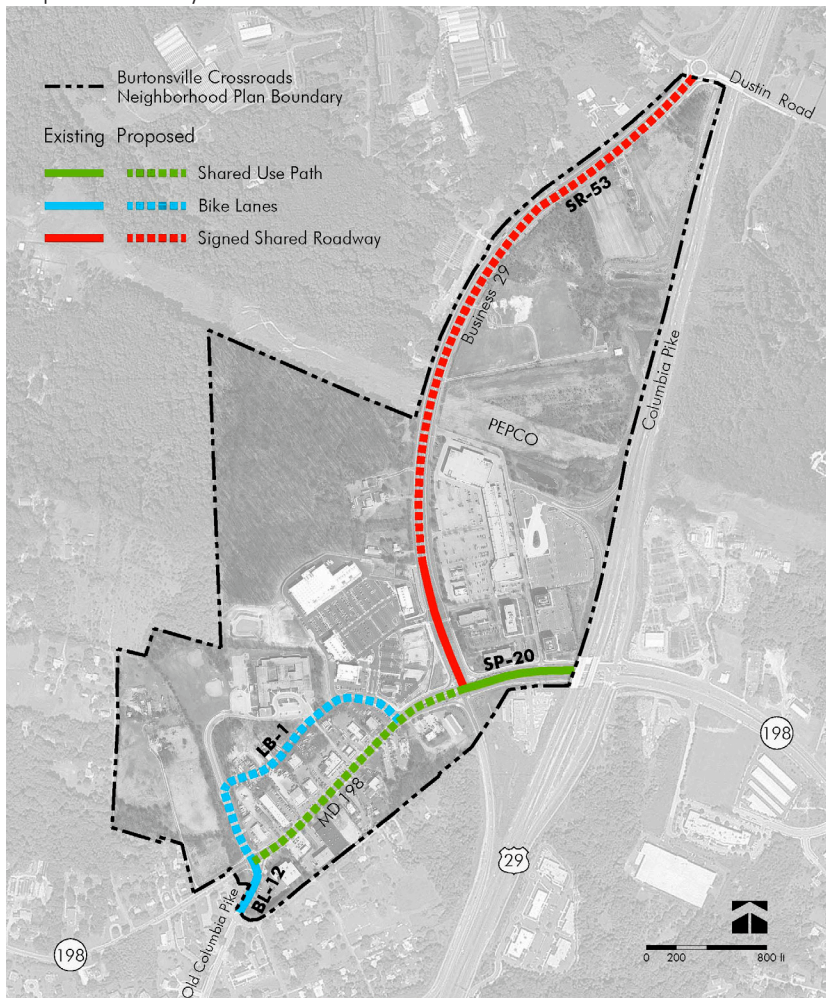 Burtonsville Crossroads
Neighborhood Plan Boundary
Existing Proposed
Shared Use Path
Bike Lanes
Signed Shared Roadway
Dustin Road
SR-53
Business 29
Columbia Pike
PEPCO
SP-20
LB-1
MD 198
198
29
BL-12
Old Columbia Pike
198
0 200 800 ft